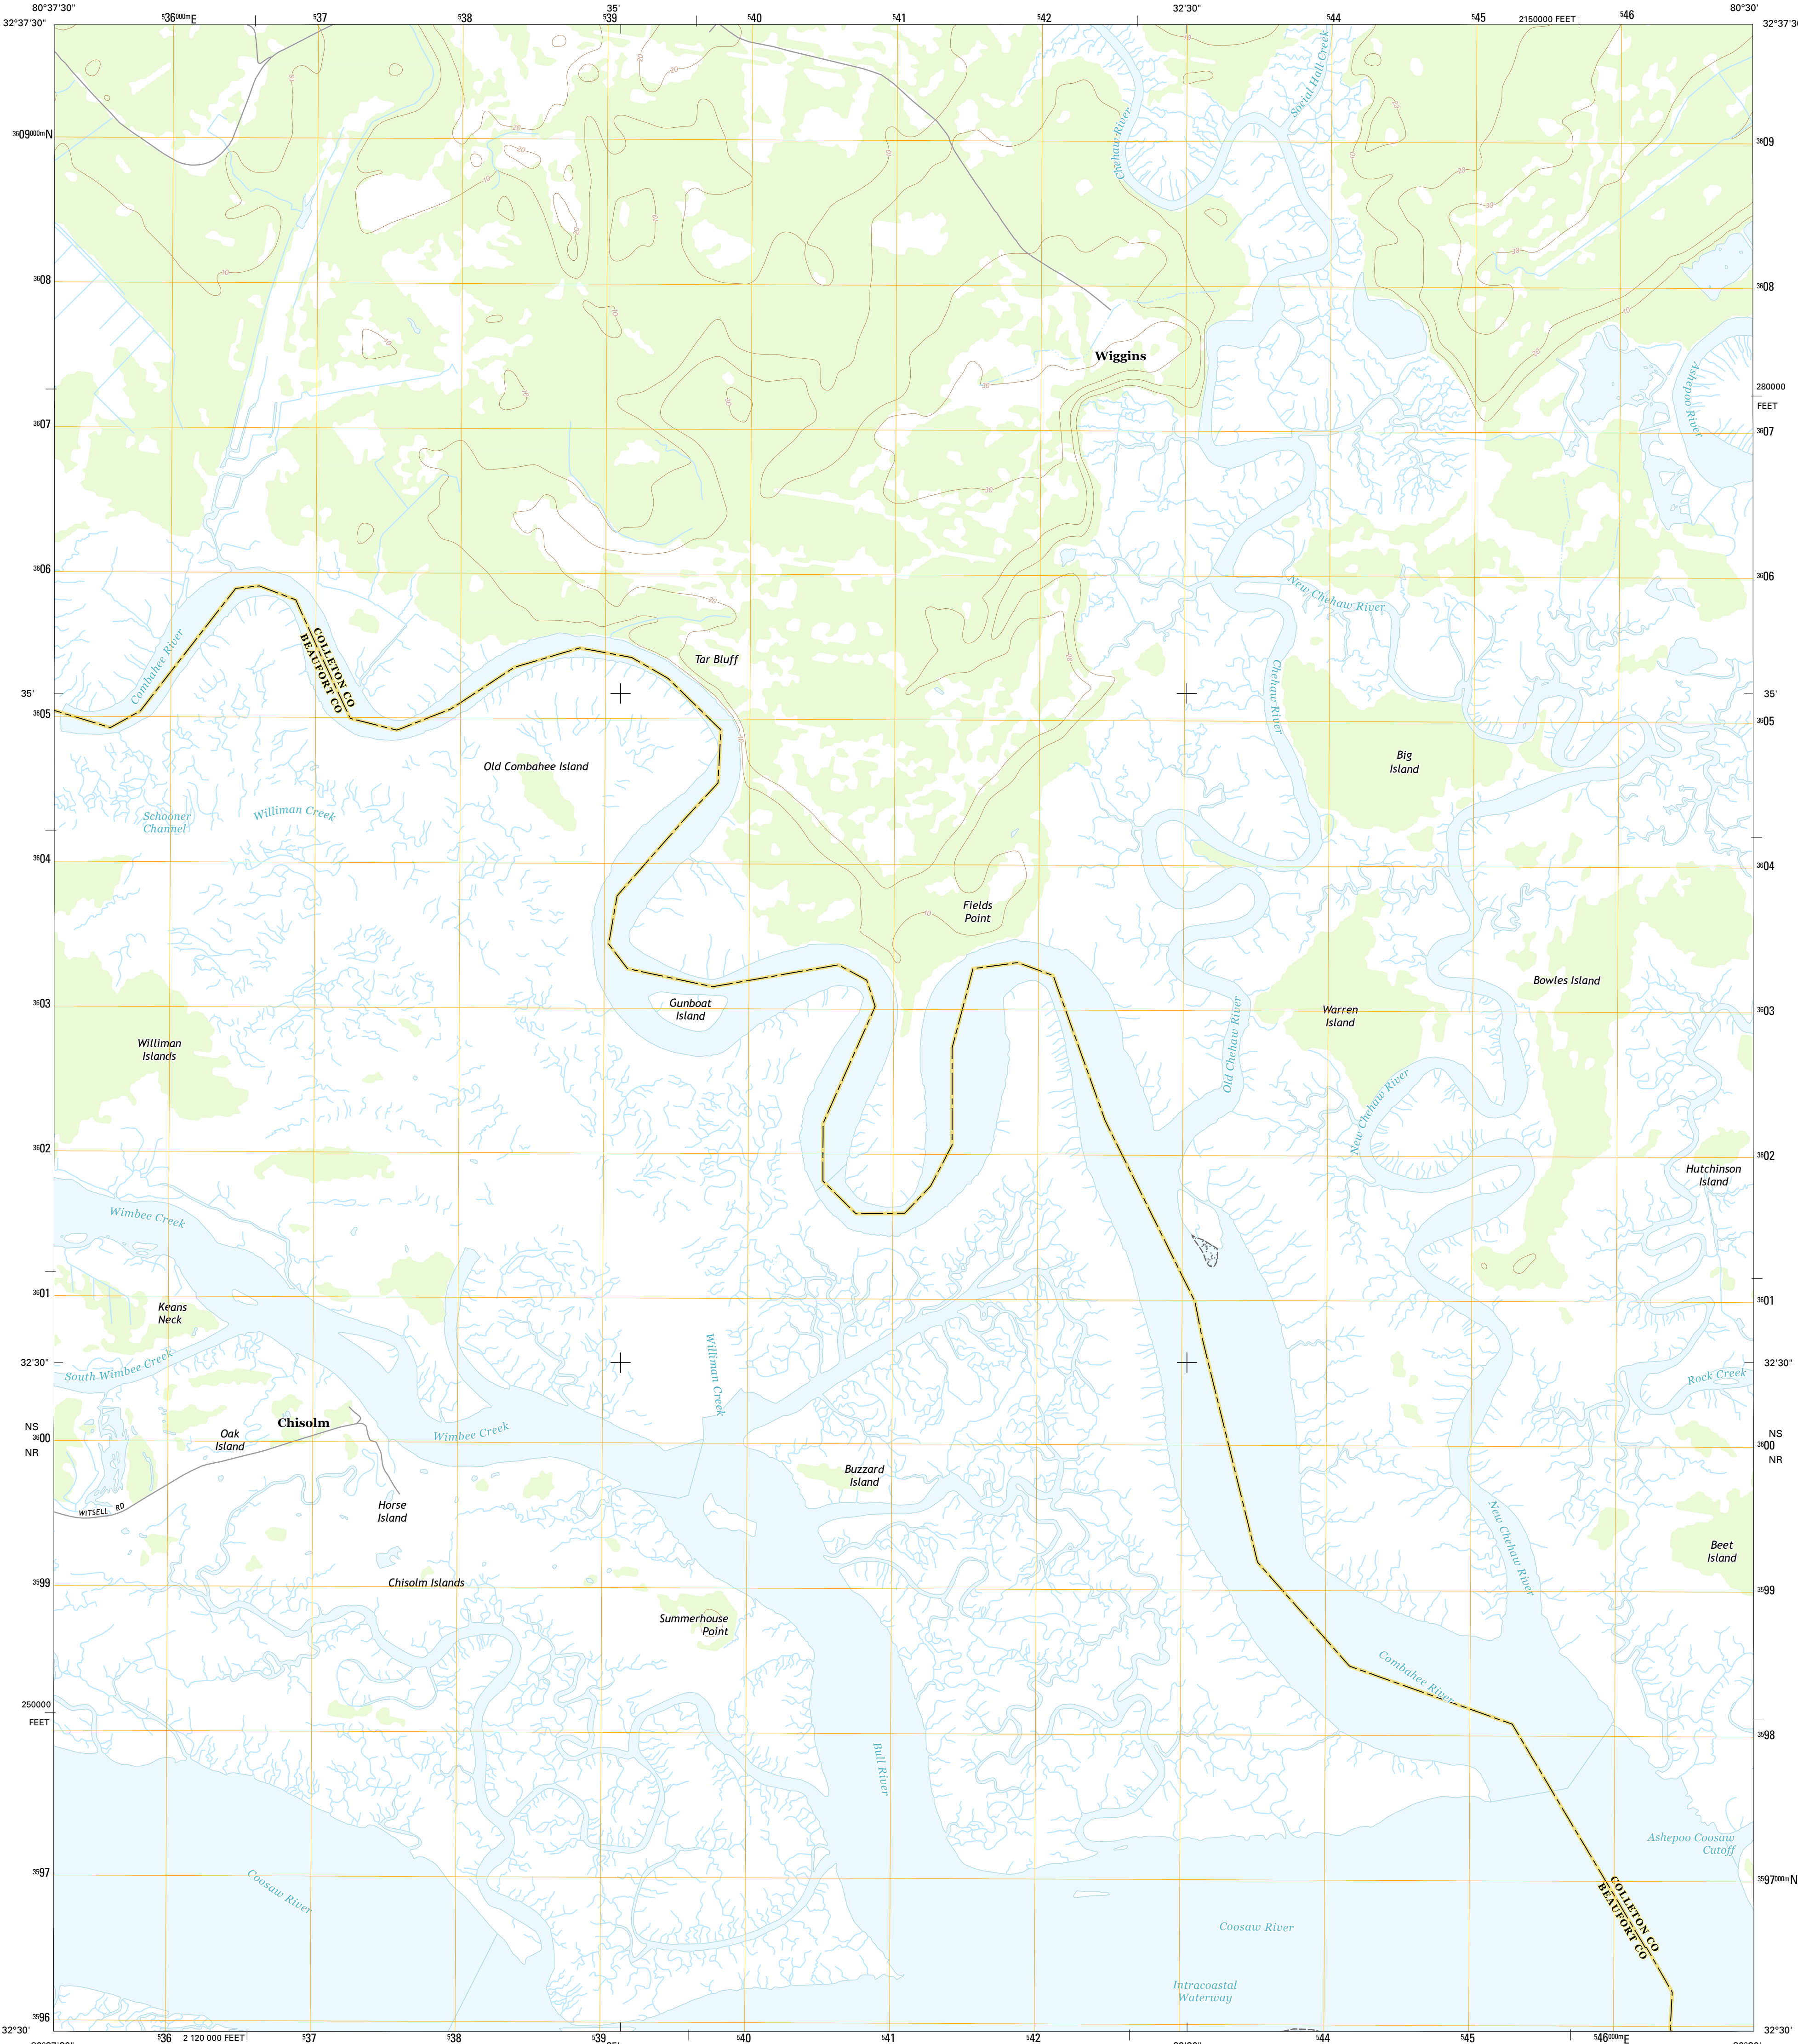 80°37'30"
⁵36⁰⁰⁰ᵐE
⁵37
⁵38
35'
⁵39
⁵40
⁵41
⁵42
32'30"
⁵44
⁵45
2150000 FEET
⁵46
80°30'
32°37'30"
32°37'30"
Social Hall Creek
Chehaw River
³⁶09⁰⁰⁰ᵐN
³⁶09
³⁶08
³⁶08
Wiggins
Ashepoo River
280000
FEET
³⁶07
³⁶07
³⁶06
³⁶06
New Chehaw River
COLLETON CO
BEAUFORT CO
Combahee River
Tar Bluff
Chehaw River
35'
35'
³⁶05
³⁶05
Old Combahee Island
Big
Island
Schooner
Channel
Williman Creek
³⁶04
³⁶04
Fields
Point
Bowles Island
Gunboat
Island
Warren
island
³⁶03
³⁶03
Old Chehaw River
Williman
Islands
New Chehaw River
³⁶02
³⁶02
Hutchinson
Island
Wimbee Creek
³⁶01
³⁶01
Keans
Neck
Williman Creek
32'30"
32'30"
South Wimbee Creek
Rock Creek
Chisolm
Wimbee Creek
Oak
Island
NS
³⁶00
NR
NS
³⁶00
NR
Buzzard
Island
WITSELL RD
Horse
Island
New Chehaw River
Beet
Island
Chisolm Islands
³⁵99
³⁵99
Summerhouse
Point
Combahee River
250000
FEET
³⁵98
Bull River
Ashepoo Coosaw
Cutoff
³⁵97
³⁵97⁰⁰⁰ᵐN
Coosaw River
COLLETON CO
BEAUFORT CO
Coosaw River
Intracoastal
Waterway
³⁵96
32°30'
32°30'
⁵36
2 120 000 FEET
⁵37
⁵38
⁵39
⁵40
⁵41
⁵42
⁵44
⁵45
⁵46⁰⁰⁰ᵐE